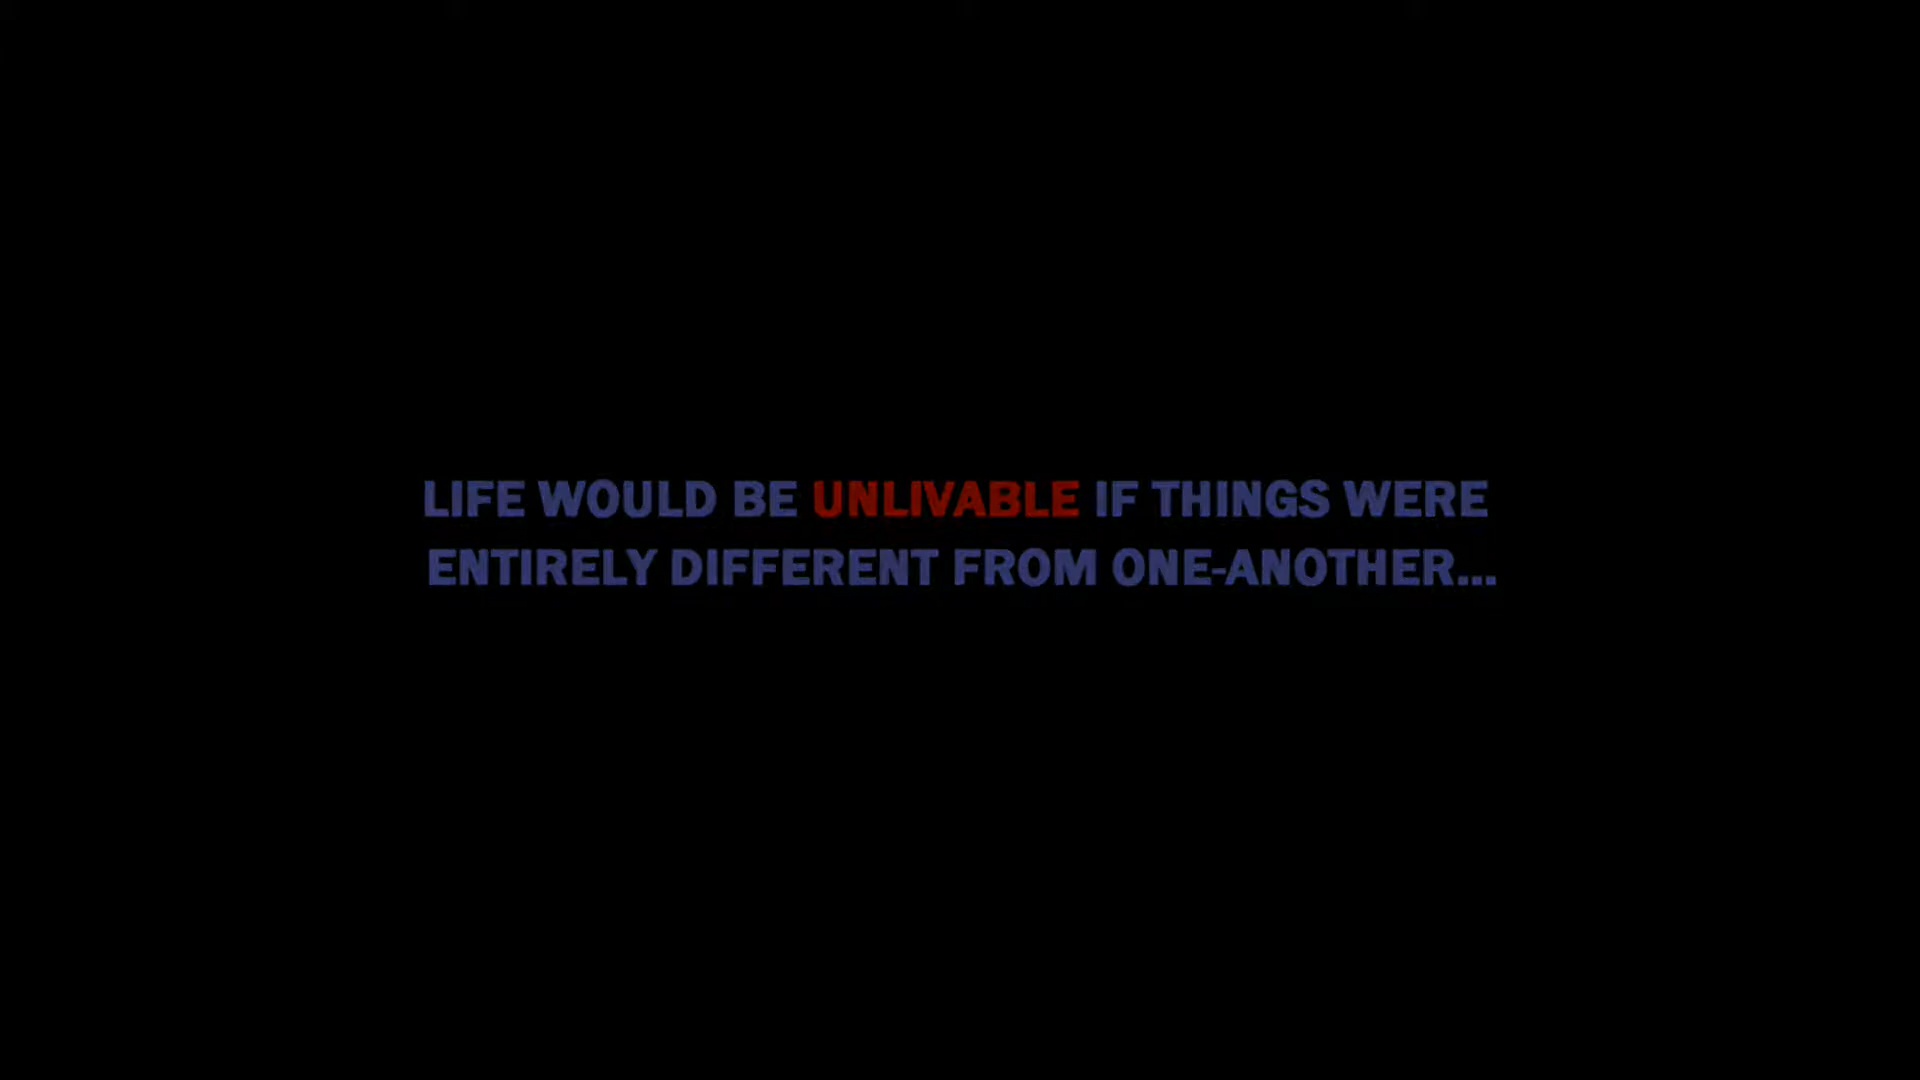 LIFE WOULD BE UNLIVABLE IF THINGS WERE
ENTIRELY DIFFERENT FROM ONE-ANOTHER...